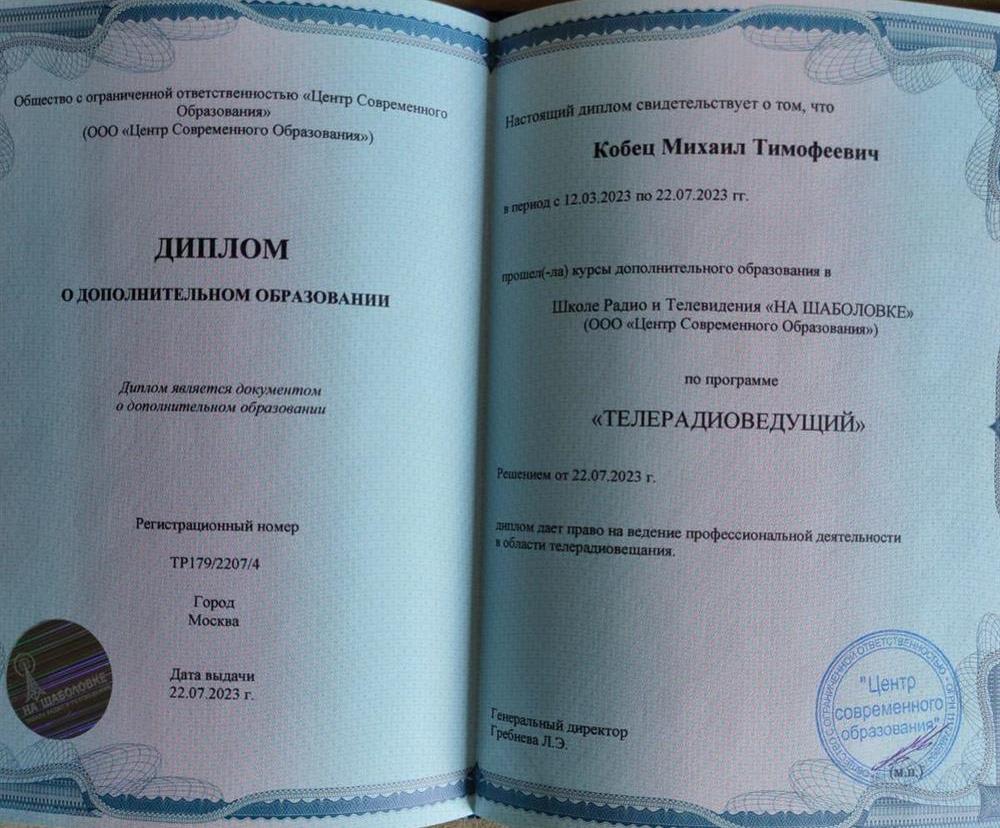 Общество с ограниченной ответственностью «Центр Современного
Образования»
(ООО «Центр Современного Образования»)
ДИПЛОМ
О ДОПОЛНИТЕЛЬНОМ ОБРАЗОВАНИИ
Диплом является документом
о дополнительном образовании
Регистрационный номер
ТР179/2207/4
Город
Москва
Дата выдачи
22.07.2023 г.
НА ШАБОЛОВКЕ
Настоящий диплом свидетельствует о том, что
Кобец Михаил Тимофеевич
в период с 12.03.2023 по 22.07.2023 гг.
прошел(-ла) курсы дополнительного образования в
Школе Радио и Телевидения «НА ШАБОЛОВКЕ»
(ООО «Центр Современного Образования»)
по программе
«ТЕЛЕРАДИОВЕДУЩИЙ»
Решением от 22.07.2023 г.
диплом дает право на ведение профессиональной деятельности
в области телерадиовещания.
Генеральный директор
Гребнева Л.Э.
ОБЩЕСТВО С ОГРАНИЧЕННОЙ ОТВЕТСТВЕННОСТЬЮ
"Центр
современного
образования"
(м.п.)